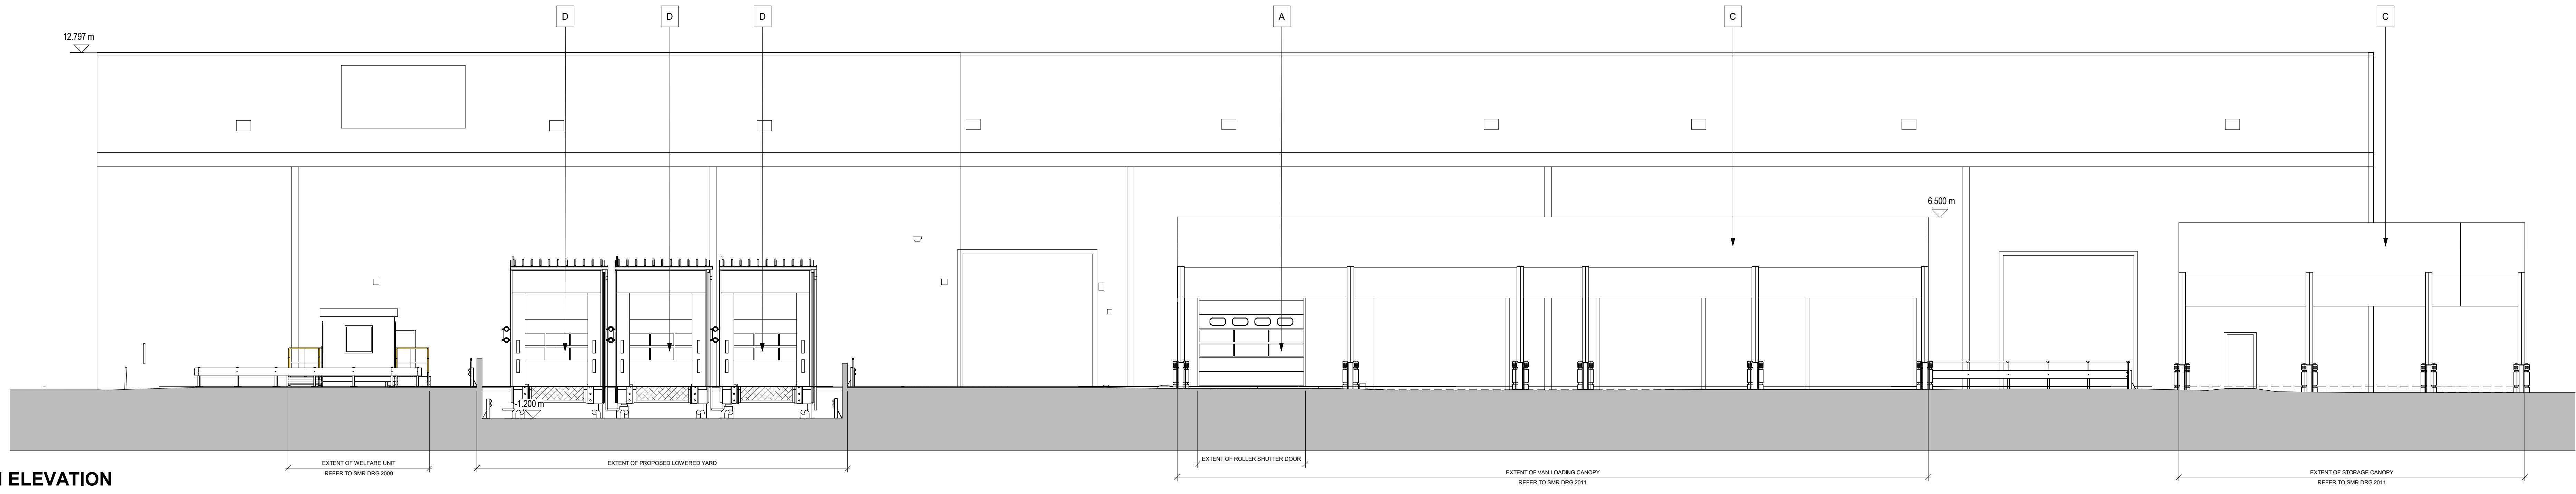 D D D A C C
12.797 m
6.500 m
-1.200 m
EXTENT OF WELFARE UNIT
REFER TO SMR DRG 2009
EXTENT OF PROPOSED LOWERED YARD
EXTENT OF ROLLER SHUTTER DOOR
EXTENT OF VAN LOADING CANOPY
REFER TO SMR DRG 2011
EXTENT OF STORAGE CANOPY
REFER TO SMR DRG 2011
ELEVATION